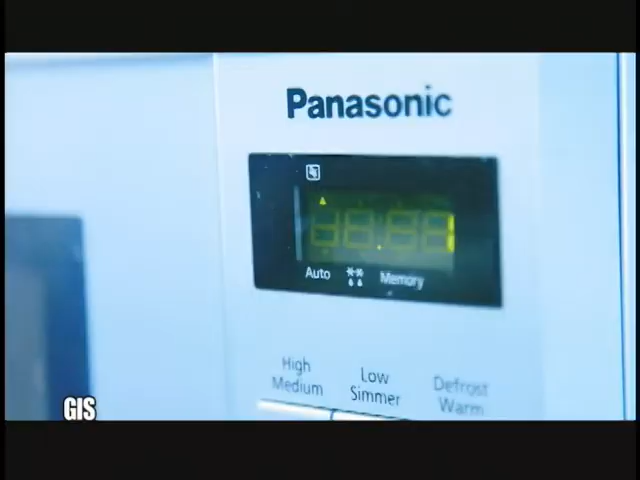 Panasonic
Auto
Memory
High
Medium
Low
Simmer
Defrost
Warm
GIS